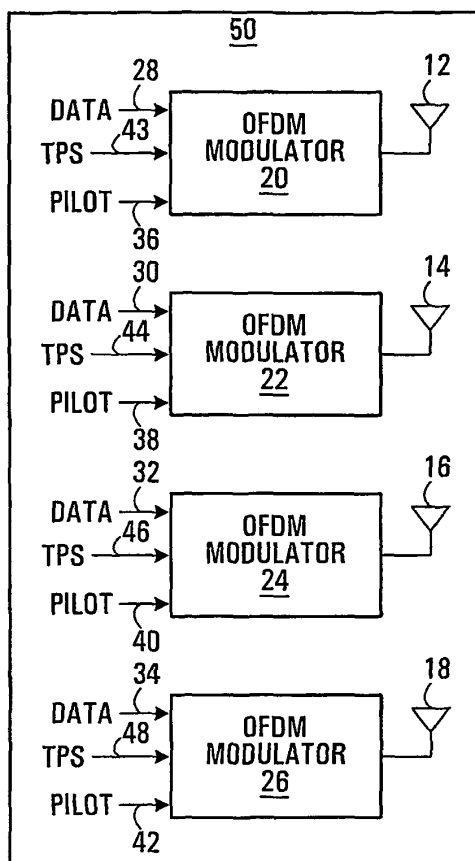 50
28
12
DATA
OFDM
43
MODULATOR
TPS
20
PILOT
36
30
14
DATA
OFDM
44
MODULATOR
TPS
22
PILOT
38
32
16
DATA
OFDM
46
MODULATOR
TPS
24
PILOT
40
34
18
DATA
OFDM
48
MODULATOR
TPS
26
PILOT
42